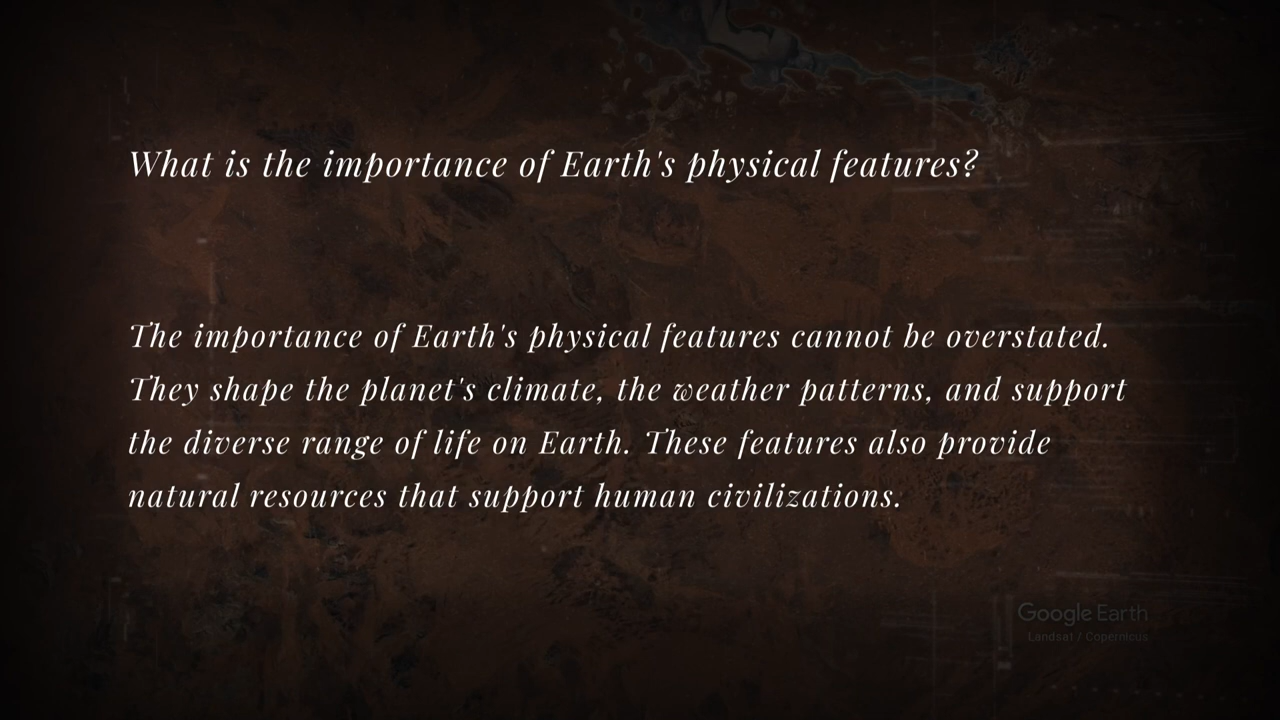 What is the importance of Earth's physical features?
The importance of Earth's physical features cannot be overstated.
They shape the planet's climate, the weather patterns, and support
the diverse range of life on Earth. These features also provide
natural resources that support human civilizations.
Google Earth
Landsat / Copernicus